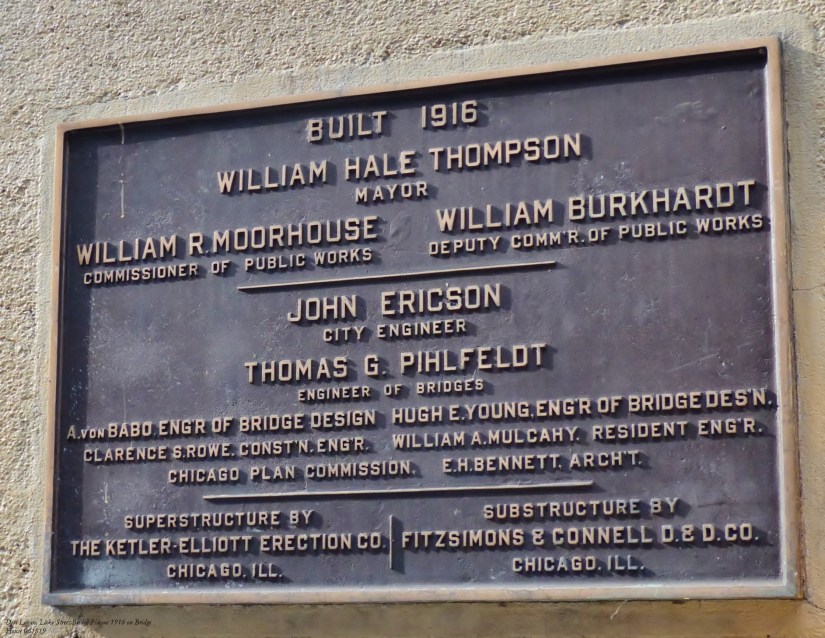 BUILT 1916
WILLIAM HALE THOMPSON
MAYOR
WILLIAM R. MOORHOUSE
COMMISSIONER OF PUBLIC WORKS
WILLIAM BURKHARDT
DEPUTY COMM'R. OF PUBLIC WORKS
JOHN ERICSON
CITY ENGINEER
THOMAS G. PIHLFELDT
ENGINEER OF BRIDGES
A. VON BABO ENG'R OF BRIDGE DESIGN HUGH E. YOUNG, ENG'R OF BRIDGE DES'N.
CLARENCE S. ROWE, CONST'N. ENG'R. WILLIAM A. MULCAHY, RESIDENT ENG'R.
CHICAGO PLAN COMMISSION. E.H. BENNETT, ARCH'T.
SUPERSTRUCTURE BY
THE KETLER-ELLIOTT ERECTION CO.
CHICAGO, ILL.
SUBSTRUCTURE BY
FITZSIMONS & CONNELL D. & D. CO.
CHICAGO, ILL.
1916 on Bridge